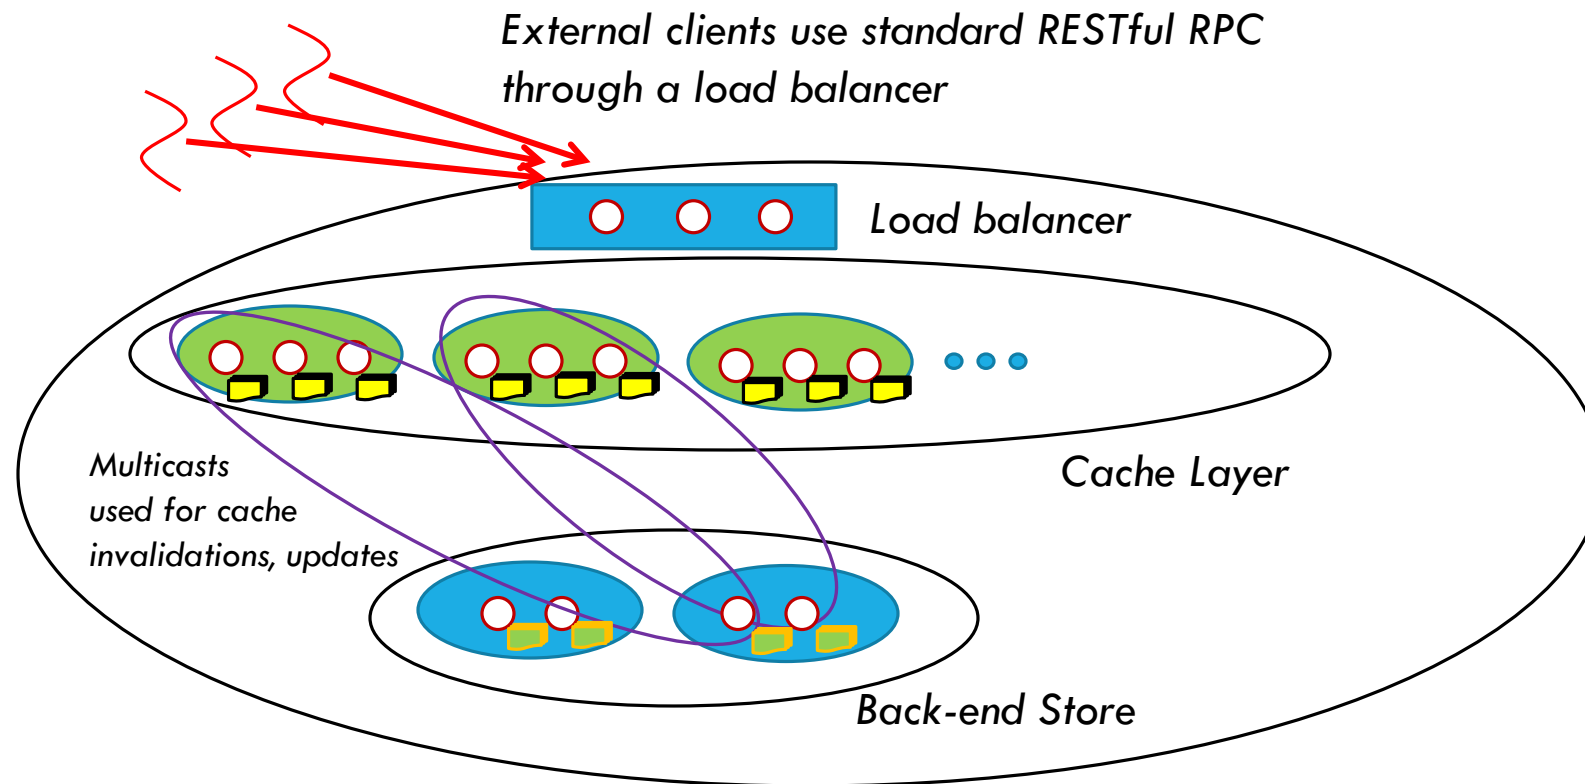 External clients use standard RESTful RPC
through a load balancer
Load balancer
Cache Layer
Multicasts
used for cache
invalidations, updates
Back-end Store